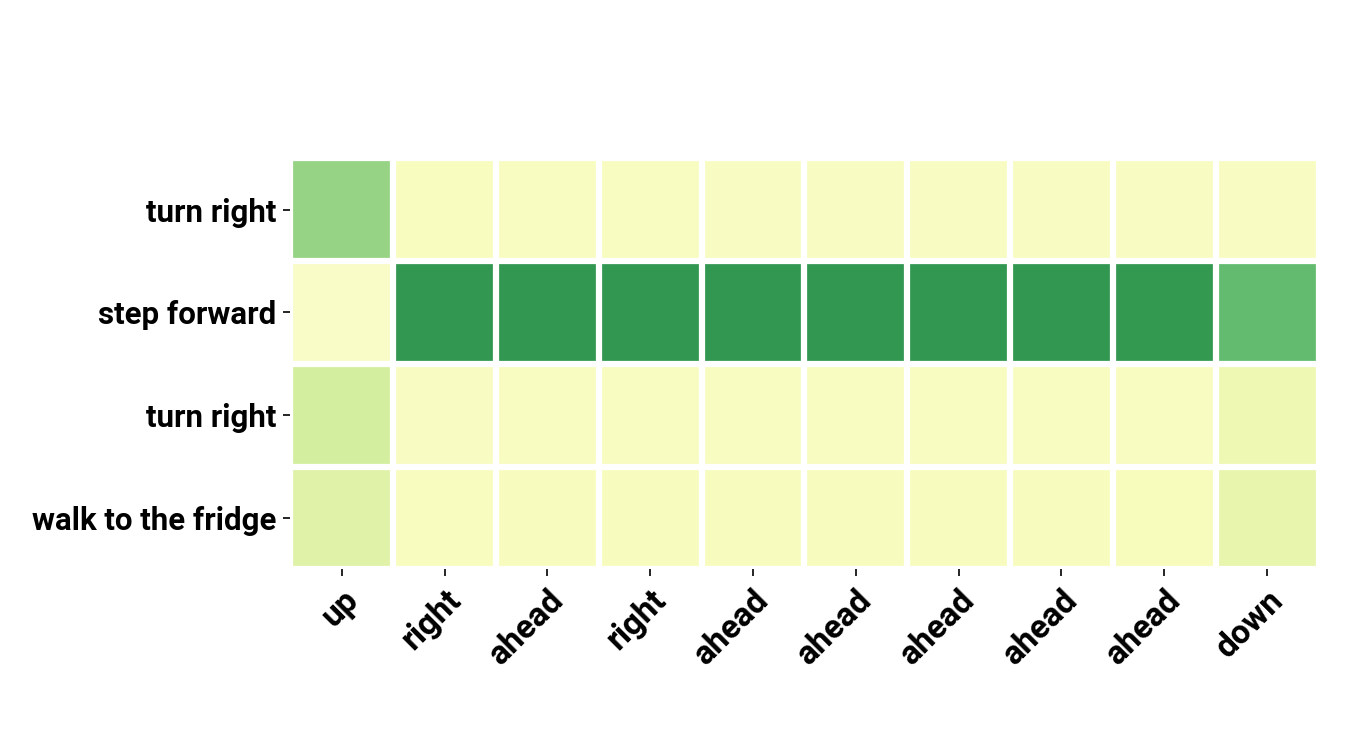 turn right
step forward
turn right
walk to the fridge
up
right
ahead
right
ahead
ahead
ahead
ahead
ahead
down